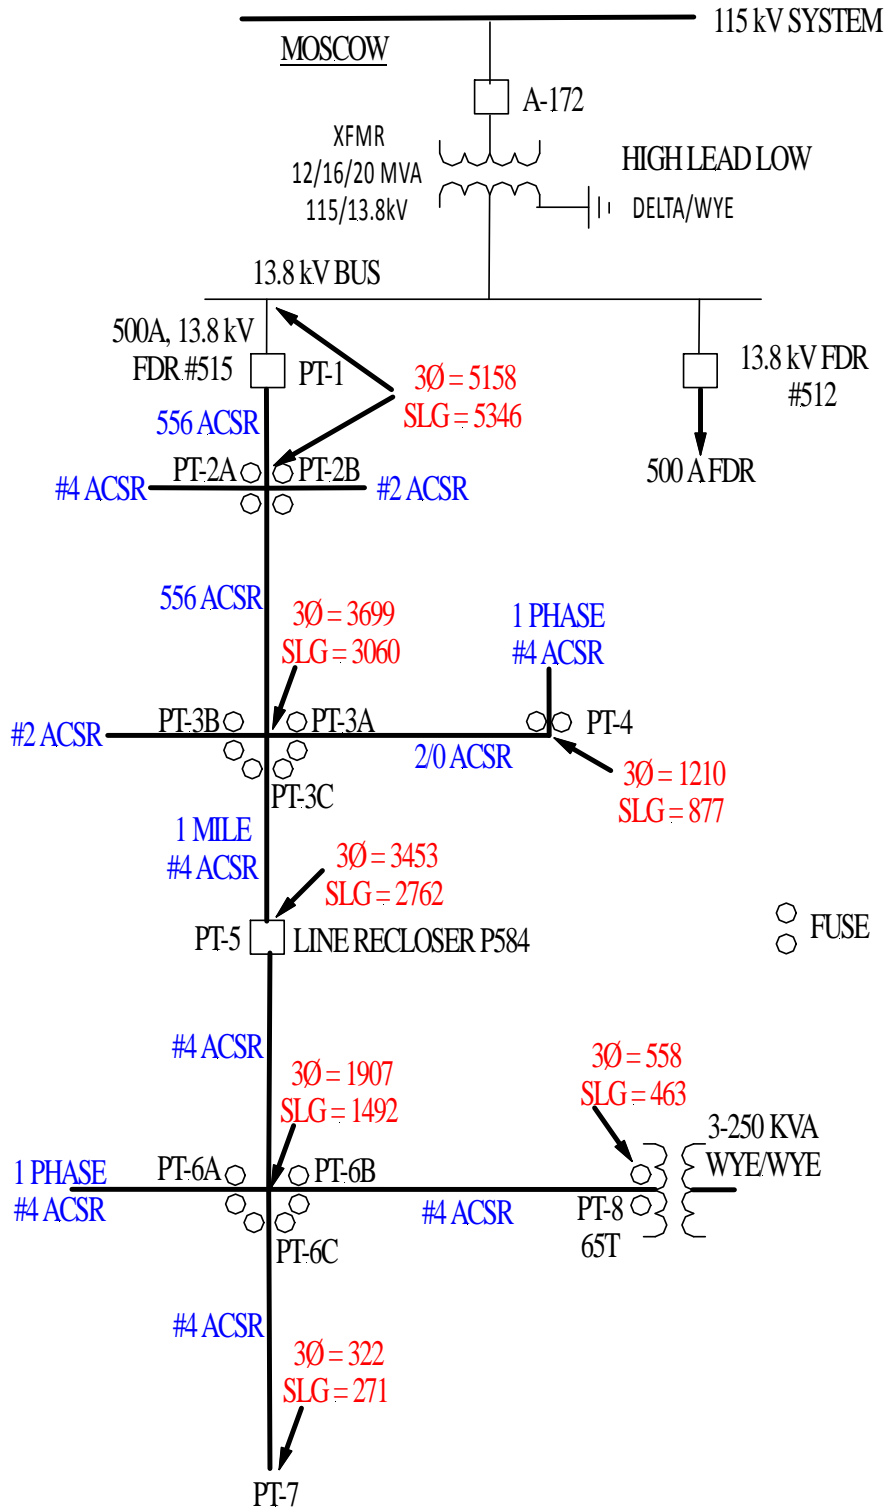 115 kV SYSTEM
MOSCOW
A-172
XFMR
12/16/20 MVA
115/13.8kV
HIGH LEAD LOW
DELTA/WYE
13.8 kV BUS
500A, 13.8 kV
FDR #515
PT-1
3Ø = 5158
SLG = 5346
13.8 kV FDR
#512
556 ACSR
PT-2A
PT-2B
500 A FDR
#4 ACSR
#2 ACSR
556 ACSR
3Ø = 3699
SLG = 3060
1 PHASE
#4 ACSR
PT-3B
PT-3A
PT-4
#2 ACSR
2/0 ACSR
3Ø = 1210
SLG = 877
PT-3C
1 MILE
#4 ACSR
3Ø = 3453
SLG = 2762
PT-5
LINE RECLOSER P584
FUSE
#4 ACSR
3Ø = 1907
SLG = 1492
3Ø = 558
SLG = 463
3-250 KVA
WYE/WYE
1 PHASE
#4 ACSR
PT-6A
PT-6B
#4 ACSR
PT-8
65T
PT-6C
#4 ACSR
3Ø = 322
SLG = 271
PT-7